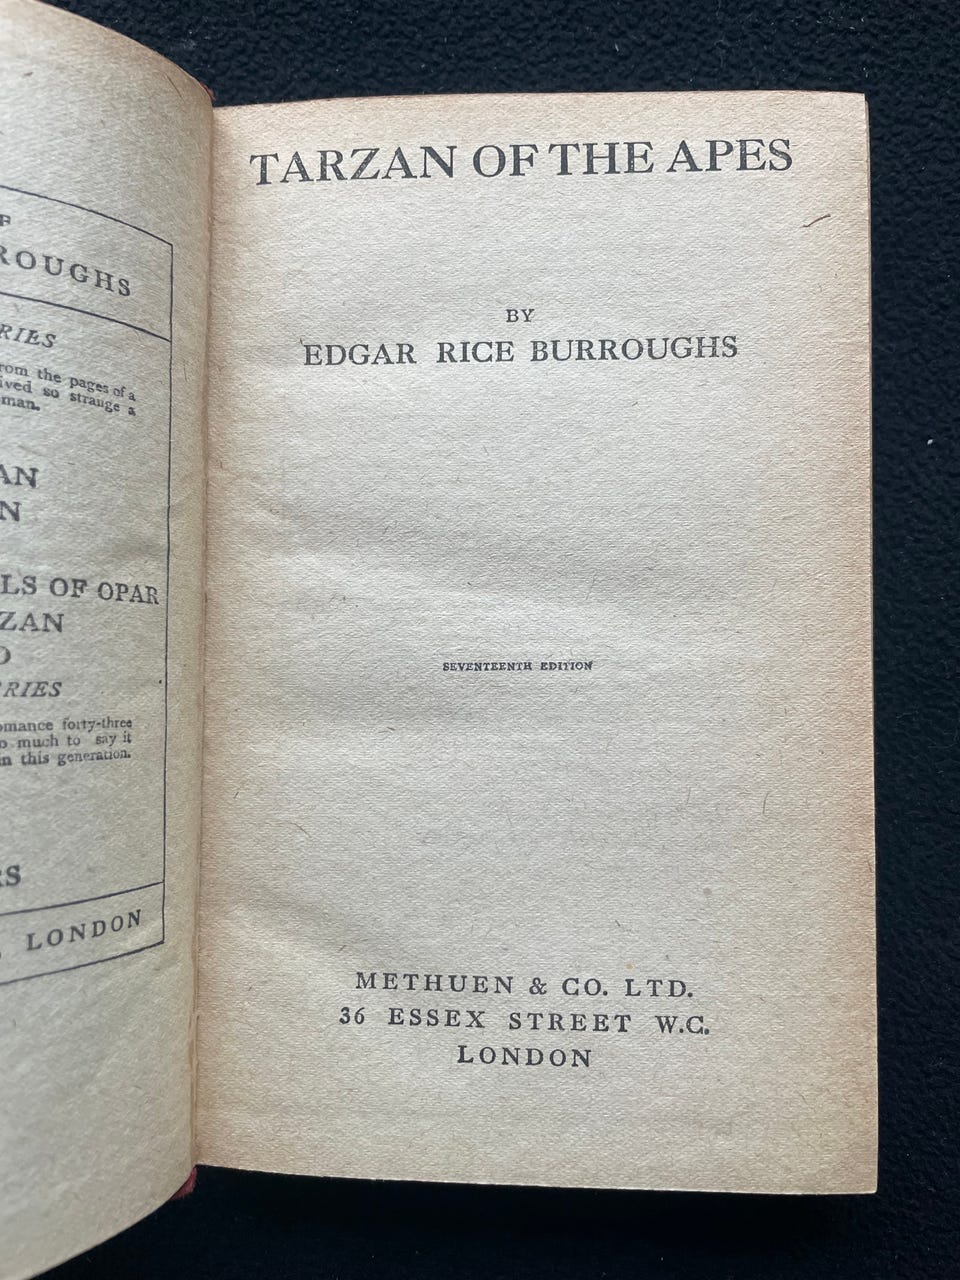 ROUGHS
RIES
rom the pages of a
ived so strange a
man.
AN
N
LS OF OPAR
ZAN
RIES
omance forty-three
o much to say it
n this generation.
RS
LONDON
TARZAN OF THE APES
BY
EDGAR RICE BURROUGHS
SEVENTEENTH EDITION
METHUEN & CO. LTD.
36 ESSEX STREET W.C.
LONDON